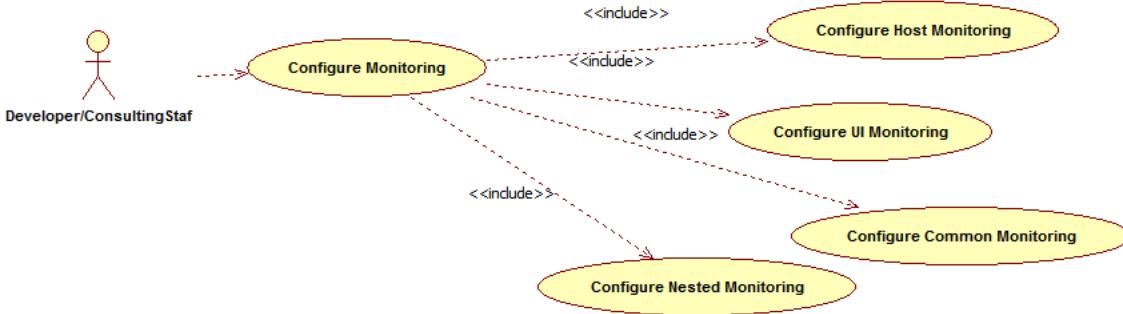 <<include>>
Configure Host Monitoring
Configure Monitoring
<<include>>
Developer/ConsultingStaf
Configure UI Monitoring
<<include>>
<<include>>
Configure Common Monitoring
Configure Nested Monitoring